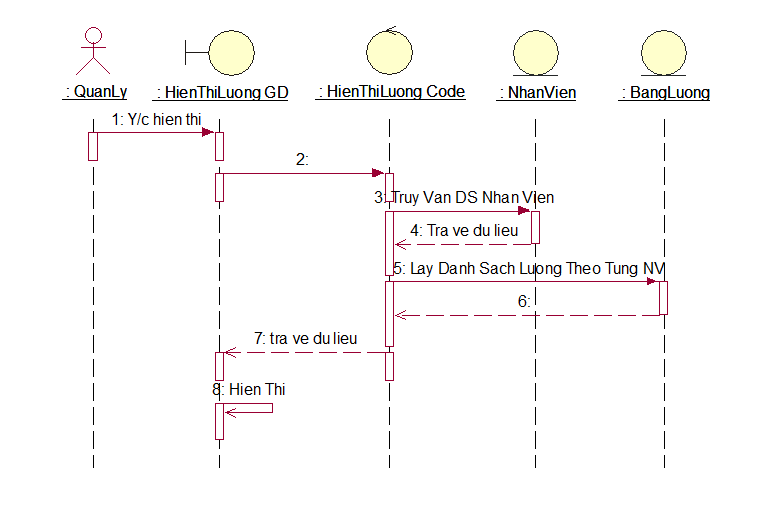 : QuanLy
: HienThiLuong GD
: HienThiLuong Code
: NhanVien
: BangLuong
1: Y/c hien thi
2:
3: Truy Van DS Nhan Vien
4: Tra ve du lieu
5: Lay Danh Sach Luong Theo Tung NV
6:
7: tra ve du lieu
8: Hien Thi